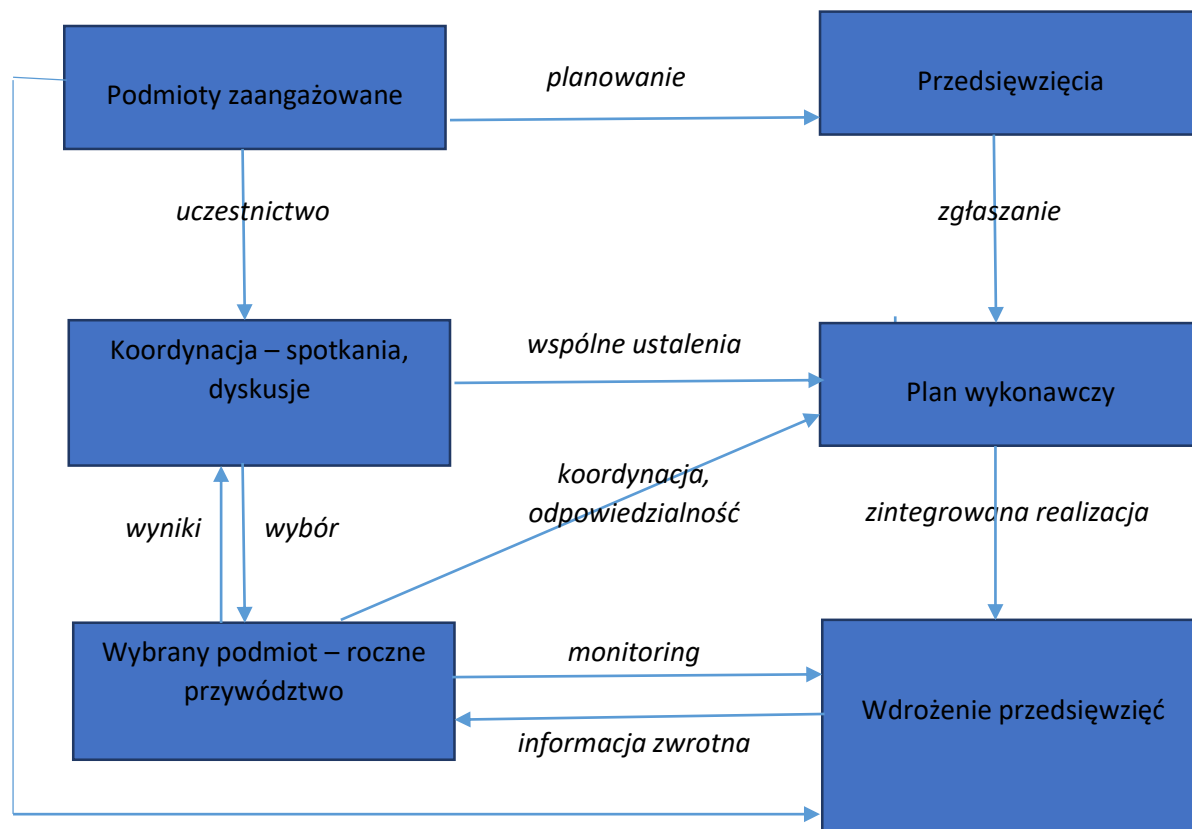 Podmioty zaangażowane
planowanie
Przedsięwzięcia
uczestnictwo
zgłaszanie
Koordynacja – spotkania,
dyskusje
wspólne ustalenia
Plan wykonawczy
koordynacja,
odpowiedzialność
wyniki
wybór
zintegrowana realizacja
Wybrany podmiot – roczne
przywództwo
monitoring
Wdrożenie przedsięwzięć
informacja zwrotna